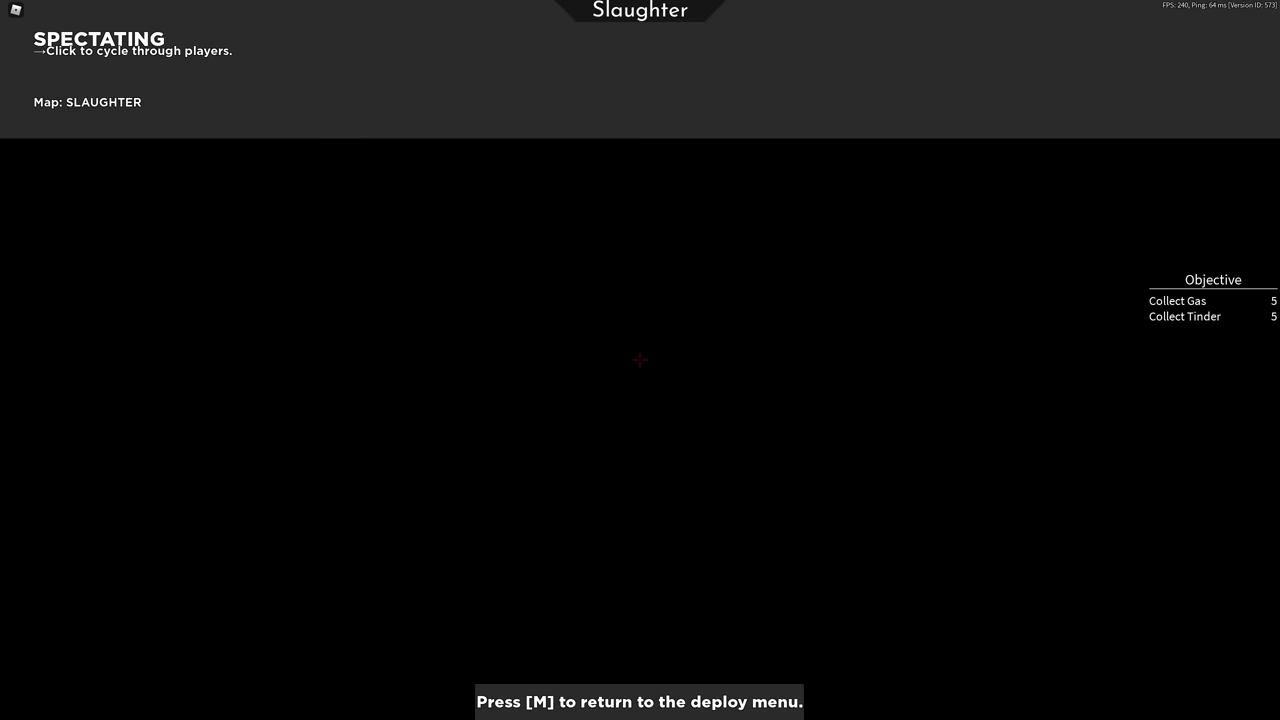 Slaughter
FPS: 240, Ping: 64 ms [Version ID: 573]
SPECTATING
→Click to cycle through players.
Map: SLAUGHTER
Objective
Collect Gas 5
Collect Tinder 5
Press [M] to return to the deploy menu.